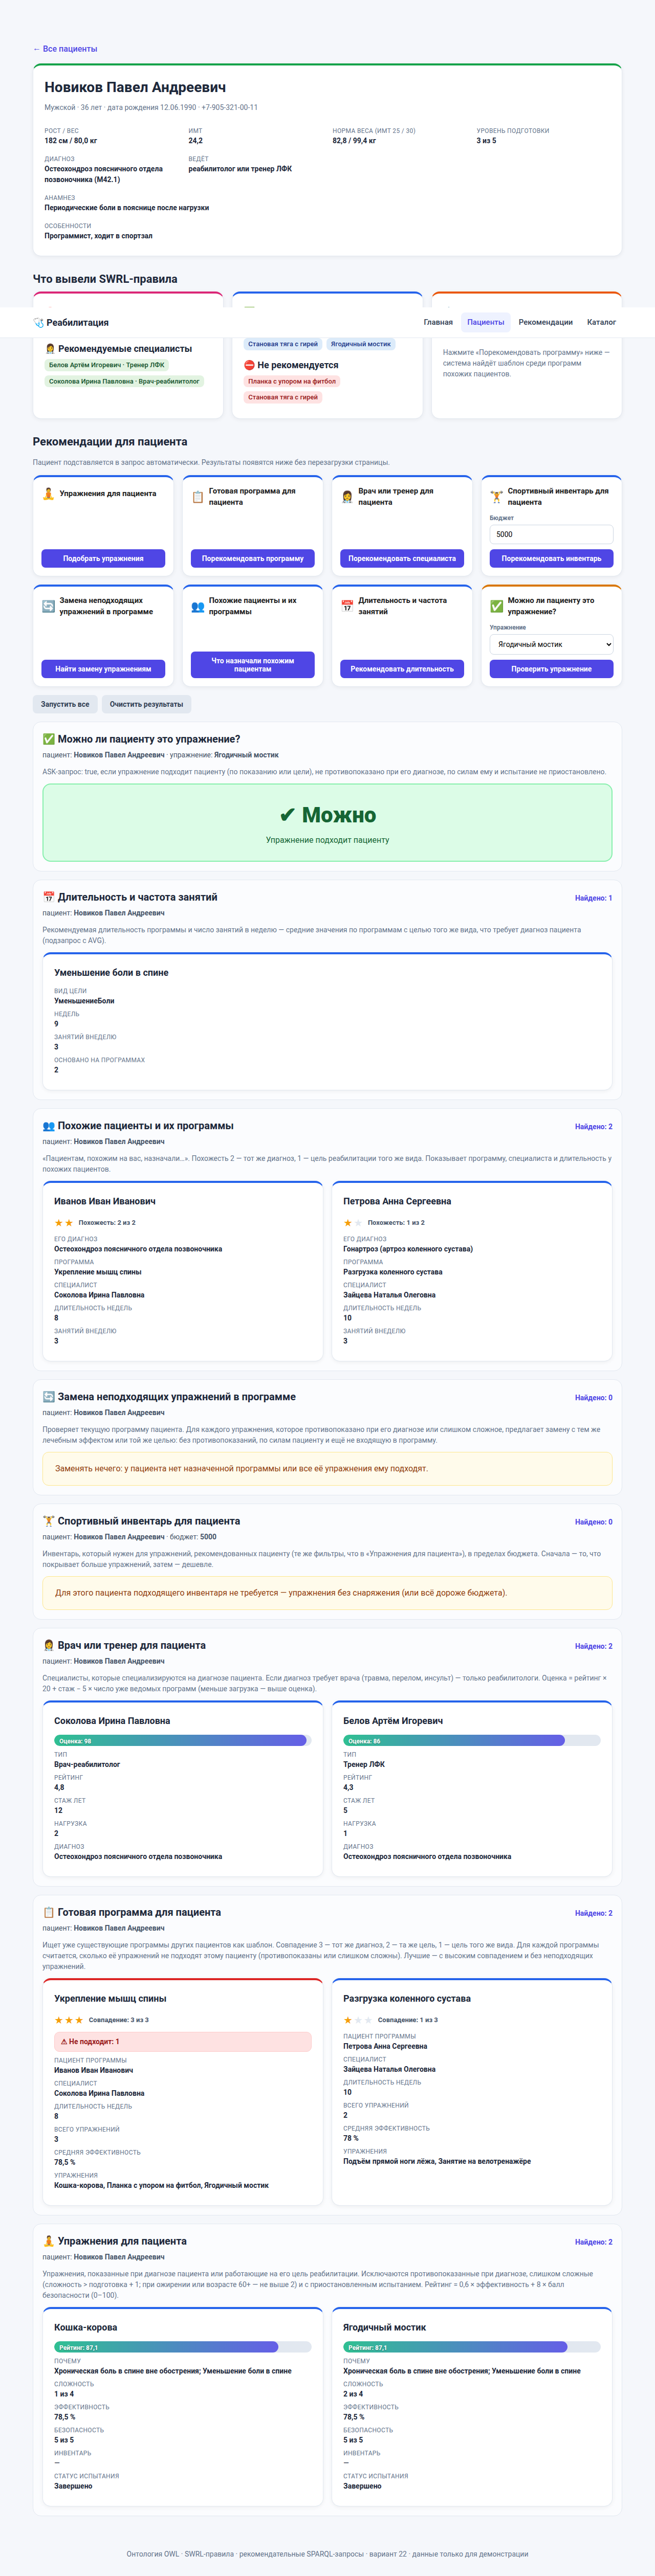 ← Все пациенты
Новиков Павел Андреевич
Мужской · 36 лет · дата рождения 12.06.1990 · +7-905-321-00-11
РОСТ / ВЕС
182 см / 80,0 кг
ИМТ
24,2
НОРМА ВЕСА (ИМТ 25 / 30)
82,8 / 99,4 кг
УРОВЕНЬ ПОДГОТОВКИ
3 из 5
ДИАГНОЗ
Остеохондроз поясничного отдела
позвоночника (M42.1)
ВЕДЁТ
реабилитолог или тренер ЛФК
АНАМНЕЗ
Периодические боли в пояснице после нагрузки
ОСОБЕННОСТИ
Программист, ходит в спортзал
Что вывели SWRL-правила
Реабилитация
Главная
Пациенты
Рекомендации
Каталог
Рекомендуемые специалисты
Белов Артём Игоревич · Тренер ЛФК
Соколова Ирина Павловна · Врач-реабилитолог
Становая тяга с гирей
Ягодичный мостик
Не рекомендуется
Планка с упором на фитбол
Становая тяга с гирей
Нажмите «Порекомендовать программу» ниже —
система найдёт шаблон среди программ
похожих пациентов.
Рекомендации для пациента
Пациент подставляется в запрос автоматически. Результаты появятся ниже без перезагрузки страницы.
Упражнения для пациента
Подобрать упражнения
Готовая программа для
пациента
Порекомендовать программу
Врач или тренер для
пациента
Порекомендовать специалиста
Спортивный инвентарь для
пациента
Бюджет
5000
Порекомендовать инвентарь
Замена неподходящих
упражнений в программе
Найти замену упражнениям
Похожие пациенты и их
программы
Что назначали похожим
пациентам
Длительность и частота
занятий
Рекомендовать длительность
Можно ли пациенту это
упражнение?
Упражнение
Ягодичный мостик
Проверить упражнение
Запустить все
Очистить результаты
Можно ли пациенту это упражнение?
пациент: Новиков Павел Андреевич · упражнение: Ягодичный мостик
ASK-запрос: true, если упражнение подходит пациенту (по показанию или цели), не противопоказано при его диагнозе, по силам ему и испытание не приостановлено.
✔ Можно
Упражнение подходит пациенту
Длительность и частота занятий
Найдено: 1
пациент: Новиков Павел Андреевич
Рекомендуемая длительность программы и число занятий в неделю — средние значения по программам с целью того же вида, что требует диагноз пациента
(подзапрос с AVG).
Уменьшение боли в спине
ВИД ЦЕЛИ
УменьшениеБоли
НЕДЕЛЬ
9
ЗАНЯТИЙ ВНЕДЕЛЮ
3
ОСНОВАНО НА ПРОГРАММАХ
2
Похожие пациенты и их программы
Найдено: 2
пациент: Новиков Павел Андреевич
«Пациентам, похожим на вас, назначали…». Похожесть 2 — тот же диагноз, 1 — цель реабилитации того же вида. Показывает программу, специалиста и длительность у
похожих пациентов.
Иванов Иван Иванович
Похожесть: 2 из 2
ЕГО ДИАГНОЗ
Остеохондроз поясничного отдела позвоночника
ПРОГРАММА
Укрепление мышц спины
СПЕЦИАЛИСТ
Соколова Ирина Павловна
ДЛИТЕЛЬНОСТЬ НЕДЕЛЬ
8
ЗАНЯТИЙ ВНЕДЕЛЮ
3
Петрова Анна Сергеевна
Похожесть: 1 из 2
ЕГО ДИАГНОЗ
Гонартроз (артроз коленного сустава)
ПРОГРАММА
Разгрузка коленного сустава
СПЕЦИАЛИСТ
Зайцева Наталья Олеговна
ДЛИТЕЛЬНОСТЬ НЕДЕЛЬ
10
ЗАНЯТИЙ ВНЕДЕЛЮ
3
Замена неподходящих упражнений в программе
Найдено: 0
пациент: Новиков Павел Андреевич
Проверяет текущую программу пациента. Для каждого упражнения, которое противопоказано при его диагнозе или слишком сложное, предлагает замену с тем же
лечебным эффектом или той же целью: без противопоказаний, по силам пациенту и ещё не входящую в программу.
Заменять нечего: у пациента нет назначенной программы или все её упражнения ему подходят.
Спортивный инвентарь для пациента
Найдено: 0
пациент: Новиков Павел Андреевич · бюджет: 5000
Инвентарь, который нужен для упражнений, рекомендованных пациенту (те же фильтры, что в «Упражнения для пациента»), в пределах бюджета. Сначала — то, что
покрывает больше упражнений, затем — дешевле.
Для этого пациента подходящего инвентаря не требуется — упражнения без снаряжения (или всё дороже бюджета).
Врач или тренер для пациента
Найдено: 2
пациент: Новиков Павел Андреевич
Специалисты, которые специализируются на диагнозе пациента. Если диагноз требует врача (травма, перелом, инсульт) — только реабилитологи. Оценка = рейтинг ×
20 + стаж − 5 × число уже ведомых программ (меньше загрузка — выше оценка).
Соколова Ирина Павловна
Оценка: 98
ТИП
Врач-реабилитолог
РЕЙТИНГ
4,8
СТАЖ ЛЕТ
12
НАГРУЗКА
2
ДИАГНОЗ
Остеохондроз поясничного отдела позвоночника
Белов Артём Игоревич
Оценка: 86
ТИП
Тренер ЛФК
РЕЙТИНГ
4,3
СТАЖ ЛЕТ
5
НАГРУЗКА
1
ДИАГНОЗ
Остеохондроз поясничного отдела позвоночника
Готовая программа для пациента
Найдено: 2
пациент: Новиков Павел Андреевич
Ищет уже существующие программы других пациентов как шаблон. Совпадение 3 — тот же диагноз, 2 — та же цель, 1 — цель того же вида. Для каждой программы
считается, сколько её упражнений не подходят этому пациенту (противопоказаны или слишком сложны). Лучшие — с высоким совпадением и без неподходящих
упражнений.
Укрепление мышц спины
Совпадение: 3 из 3
⚠ Не подходит: 1
ПАЦИЕНТ ПРОГРАММЫ
Иванов Иван Иванович
СПЕЦИАЛИСТ
Соколова Ирина Павловна
ДЛИТЕЛЬНОСТЬ НЕДЕЛЬ
8
ВСЕГО УПРАЖНЕНИЙ
3
СРЕДНЯЯ ЭФФЕКТИВНОСТЬ
78,5 %
УПРАЖНЕНИЯ
Кошка-корова, Планка с упором на фитбол, Ягодичный мостик
Разгрузка коленного сустава
Совпадение: 1 из 3
ПАЦИЕНТ ПРОГРАММЫ
Петрова Анна Сергеевна
СПЕЦИАЛИСТ
Зайцева Наталья Олеговна
ДЛИТЕЛЬНОСТЬ НЕДЕЛЬ
10
ВСЕГО УПРАЖНЕНИЙ
2
СРЕДНЯЯ ЭФФЕКТИВНОСТЬ
78 %
УПРАЖНЕНИЯ
Подъём прямой ноги лёжа, Занятие на велотренажёре
Упражнения для пациента
Найдено: 2
пациент: Новиков Павел Андреевич
Упражнения, показанные при диагнозе пациента или работающие на его цель реабилитации. Исключаются противопоказанные при диагнозе, слишком сложные
(сложность > подготовка + 1; при ожирении или возрасте 60+ — не выше 2) и с приостановленным испытанием. Рейтинг = 0,6 × эффективность + 8 × балл
безопасности (0–100).
Кошка-корова
Рейтинг: 87,1
ПОЧЕМУ
Хроническая боль в спине вне обострения; Уменьшение боли в спине
СЛОЖНОСТЬ
1 из 4
ЭФФЕКТИВНОСТЬ
78,5 %
БЕЗОПАСНОСТЬ
5 из 5
ИНВЕНТАРЬ
—
СТАТУС ИСПЫТАНИЯ
Завершено
Ягодичный мостик
Рейтинг: 87,1
ПОЧЕМУ
Хроническая боль в спине вне обострения; Уменьшение боли в спине
СЛОЖНОСТЬ
2 из 4
ЭФФЕКТИВНОСТЬ
78,5 %
БЕЗОПАСНОСТЬ
5 из 5
ИНВЕНТАРЬ
—
СТАТУС ИСПЫТАНИЯ
Завершено
Онтология OWL · SWRL-правила · рекомендательные SPARQL-запросы · вариант 22 · данные только для демонстрации